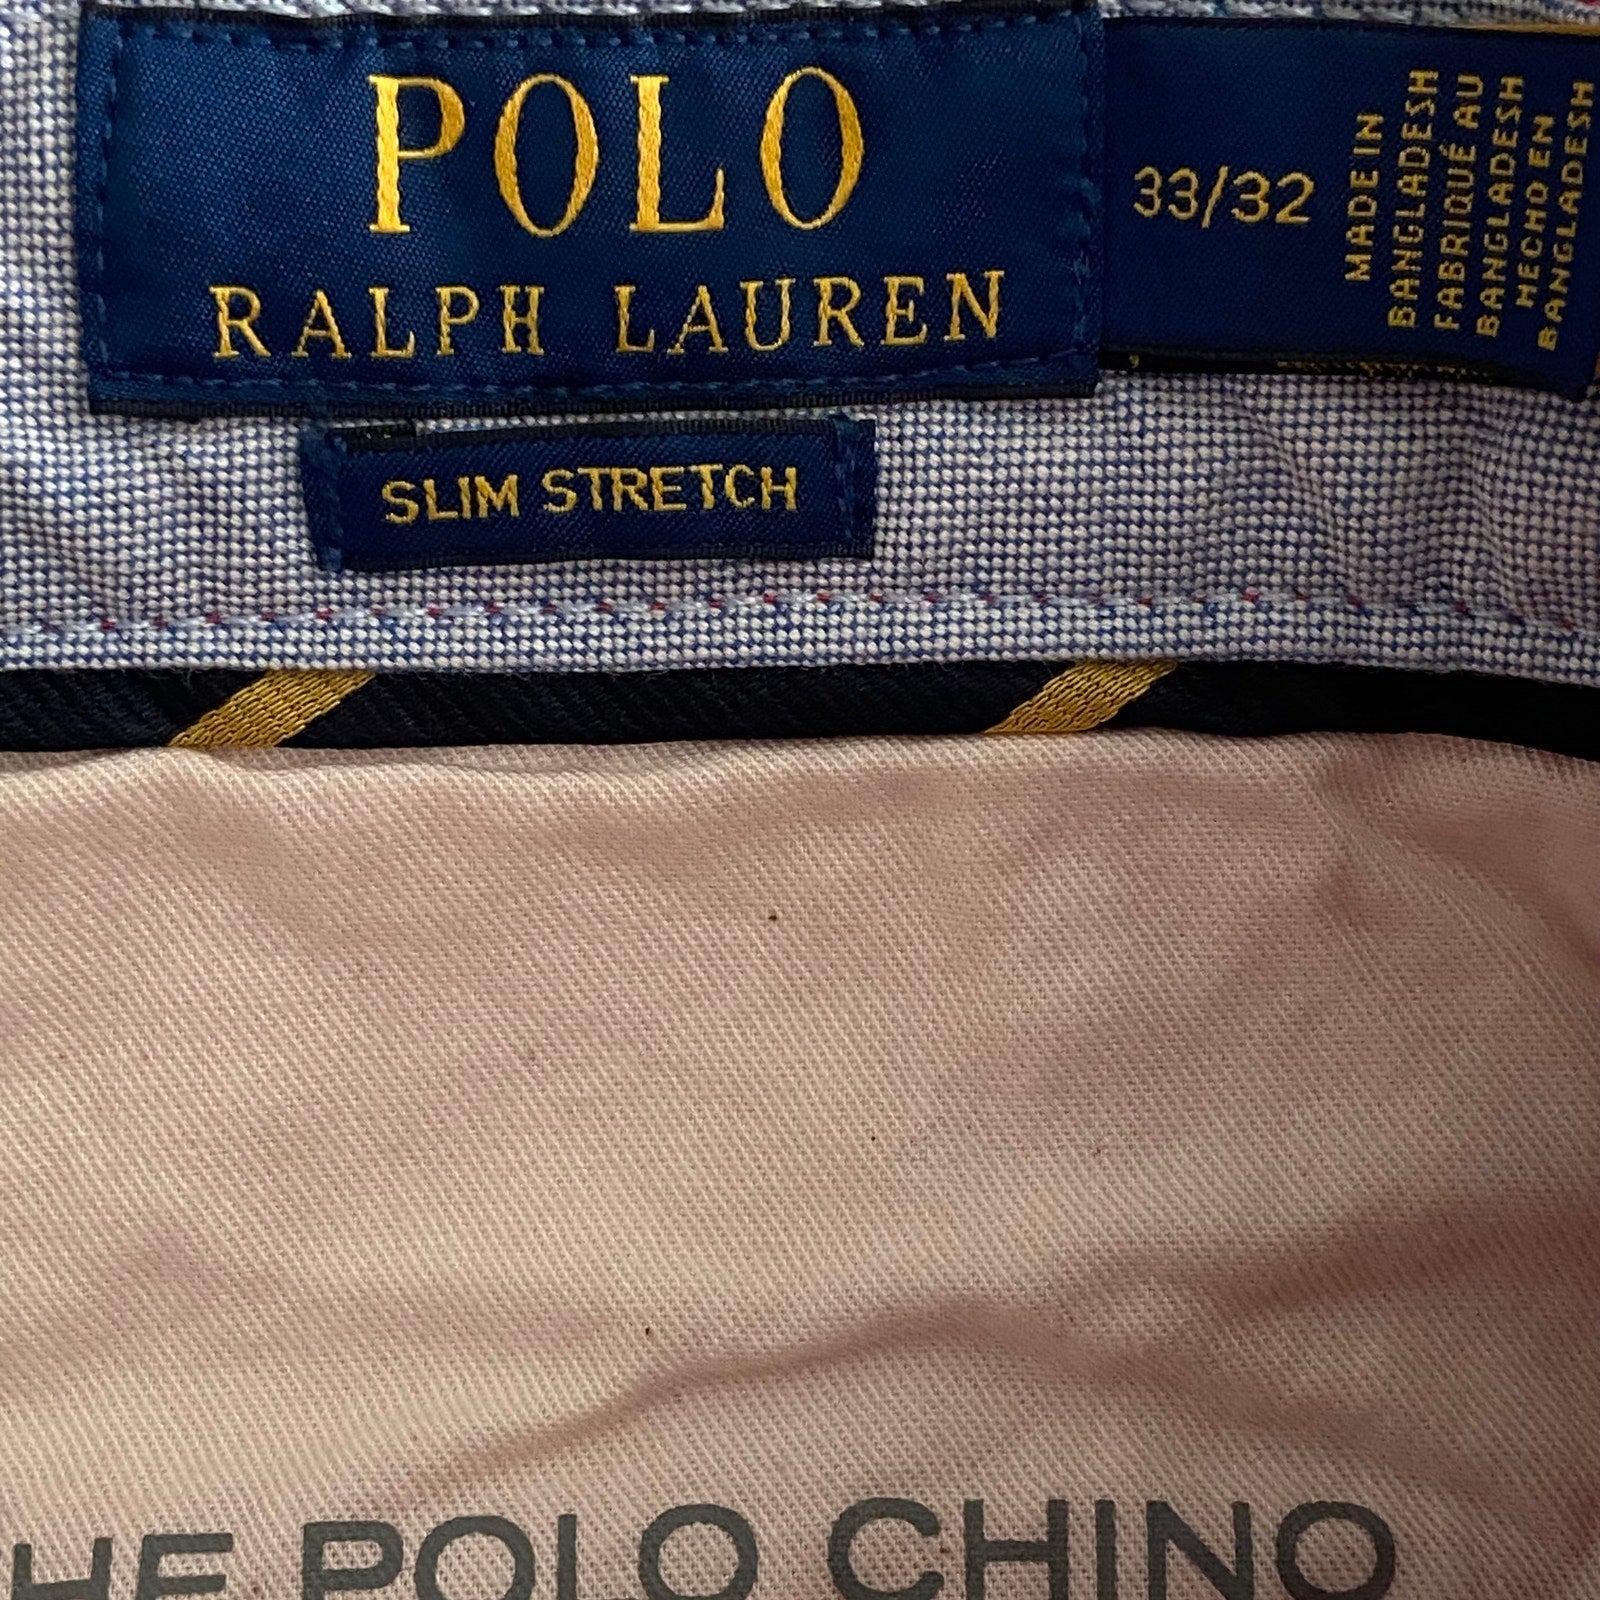 POLO
RALPH LAUREN
SLIM STRETCH
33/32
MADE IN
BANGLADESH
FABRIQUÉ AU
BANGLADESH
HECHO EN
BANGLADESH
HE POLO CHINO